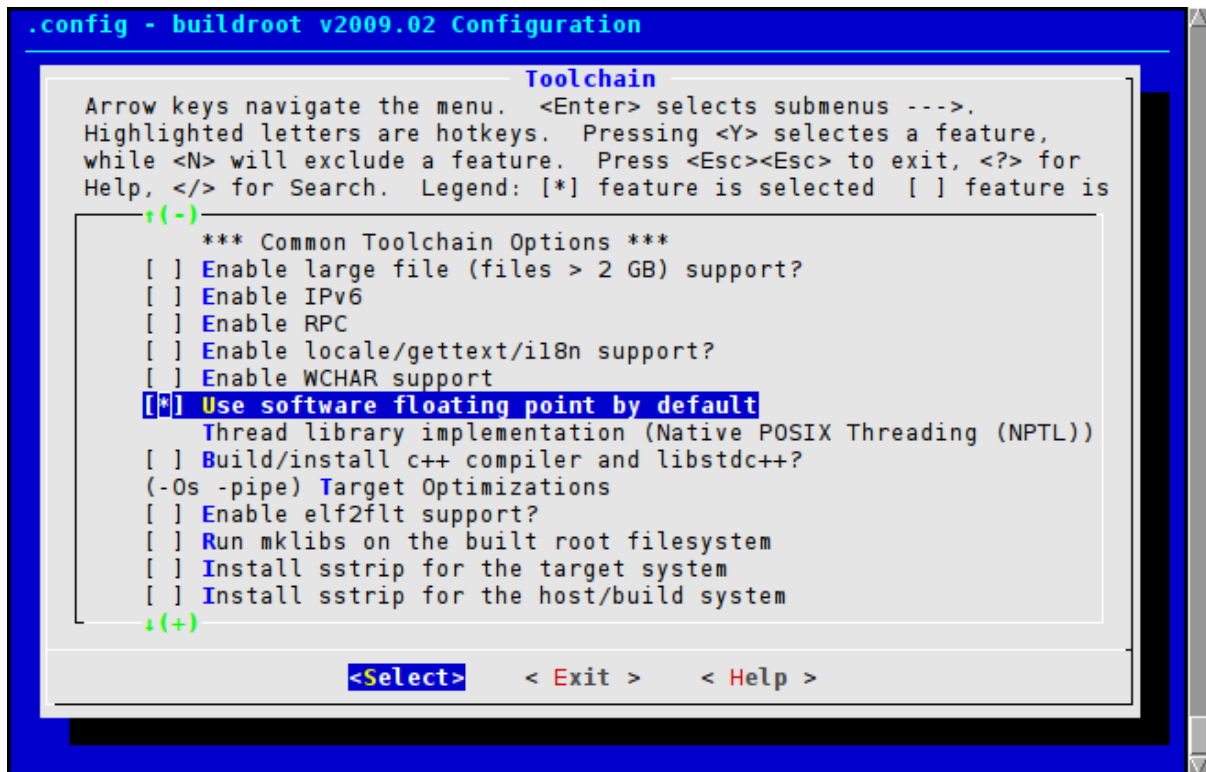 .config - buildroot v2009.02 Configuration
Toolchain
Arrow keys navigate the menu.  <Enter> selects submenus --->.
Highlighted letters are hotkeys.  Pressing <Y> selectes a feature,
while <N> will exclude a feature.  Press <Esc><Esc> to exit, <?> for
Help, </> for Search.  Legend: [*] feature is selected  [ ] feature is
↑(-)
*** Common Toolchain Options ***
[ ] Enable large file (files > 2 GB) support?
[ ] Enable IPv6
[ ] Enable RPC
[ ] Enable locale/gettext/i18n support?
[ ] Enable WCHAR support
[*] Use software floating point by default
Thread library implementation (Native POSIX Threading (NPTL))
[ ] Build/install c++ compiler and libstdc++?
(-Os -pipe) Target Optimizations
[ ] Enable elf2flt support?
[ ] Run mklibs on the built root filesystem
[ ] Install sstrip for the target system
[ ] Install sstrip for the host/build system
↓(+)
<Select>    < Exit >    < Help >